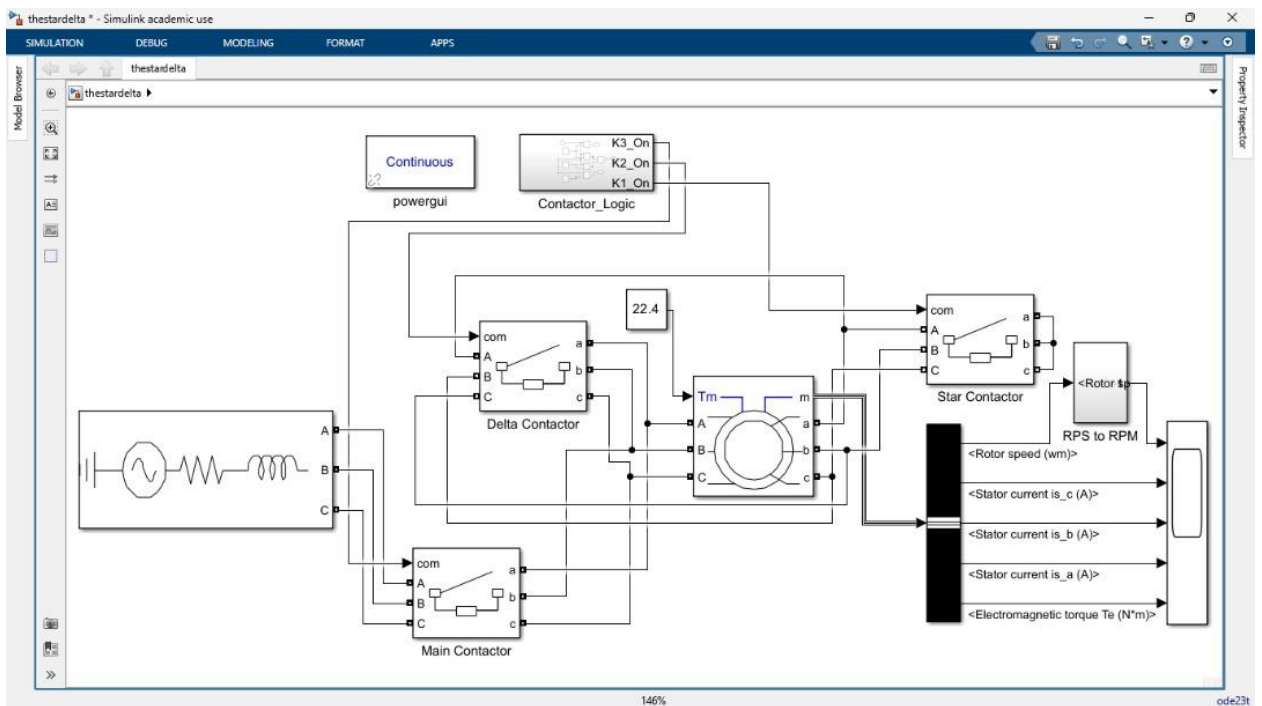 thestardelta * - Simulink academic use
SIMULATION DEBUG MODELING FORMAT APPS
thestardelta
thestardelta
Model Browser
Property Inspector
Continuous
powergui
K3_On
K2_On
K1_On
Contactor_Logic
22.4
com
A
B
C
a
b
c
Delta Contactor
com
A
B
C
a
b
c
Star Contactor
Tm
m
A
B
C
a
b
c
A
B
C
<Rotor sp
RPS to RPM
<Rotor speed (wm)>
<Stator current is_c (A)>
<Stator current is_b (A)>
<Stator current is_a (A)>
<Electromagnetic torque Te (N*m)>
com
A
B
C
a
b
c
Main Contactor
146%
ode23t